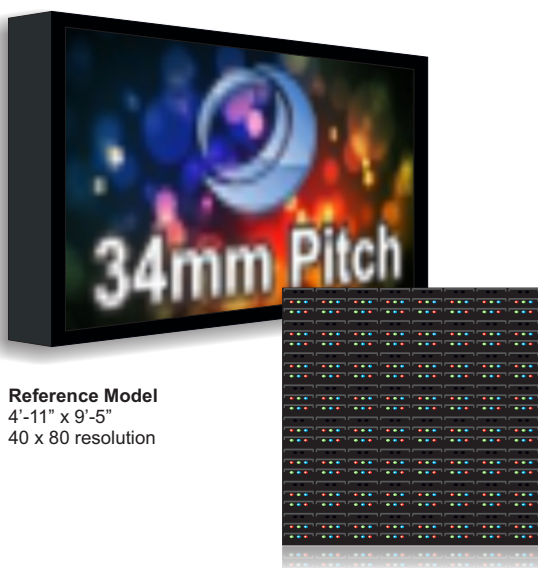 34mm Pitch
Reference Model
4’-11” x 9’-5”
40 x 80 resolution